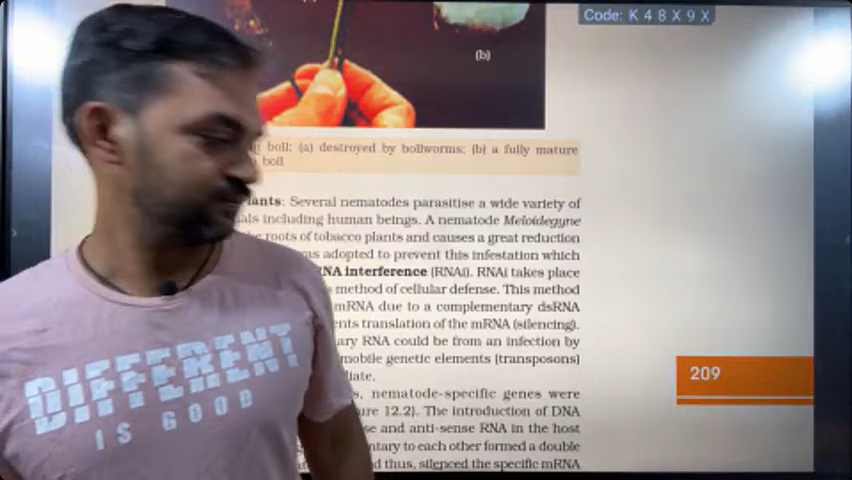 Code: K 4 8 X 9 X
(b)
boll: (a) destroyed by bollworms; (b) a fully mature
boll
ants: Several nematodes parasitise a wide variety of
als including human beings. A nematode Meloidegyne
the roots of tobacco plants and causes a great reduction
was adopted to prevent this infestation which
NA interference (RNAi). RNAi takes place
method of cellular defense. This method
mRNA due to a complementary dsRNA
ents translation of the mRNA (silencing).
ary RNA could be from an infection by
mobile genetic elements (transposons)
iate.
209
s, nematode-specific genes were
ure 12.2). The introduction of DNA
se and anti-sense RNA in the host
ntary to each other formed a double
d thus, silenced the specific mRNA
DIFFERENT
IS GOOD